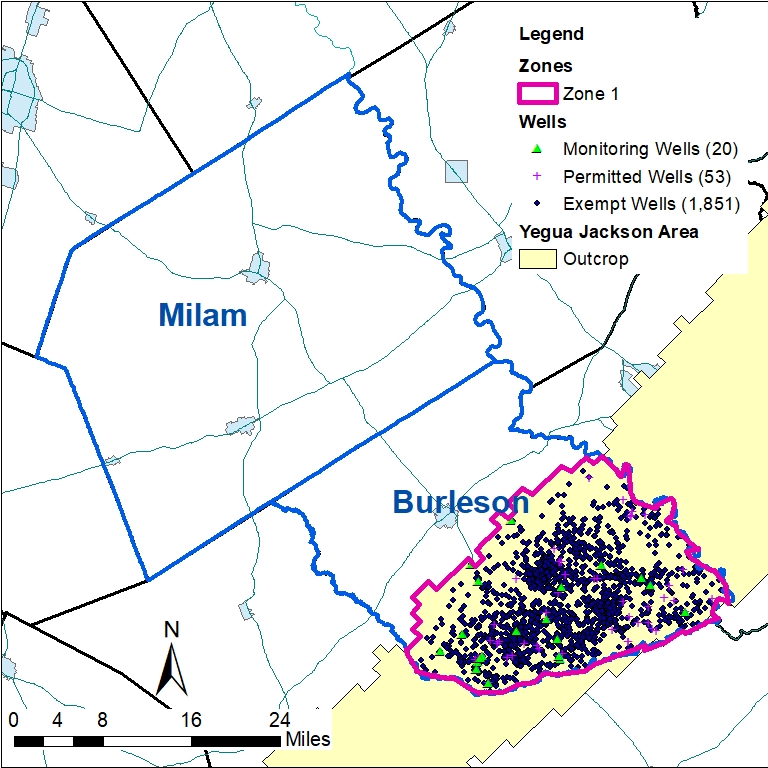 Legend
Zones
Zone 1
Wells
Monitoring Wells (20)
Permitted Wells (53)
Exempt Wells (1,851)
Yegua Jackson Area
Outcrop
Milam
Burleson
N
0 4 8 16 24
Miles